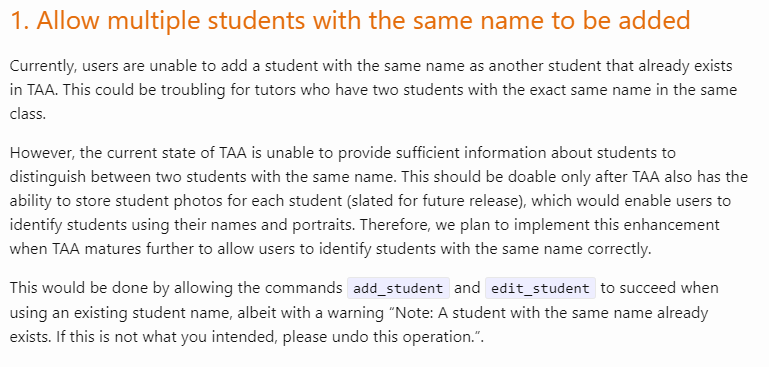 1. Allow multiple students with the same name to be added
Currently, users are unable to add a student with the same name as another student that already exists
in TAA. This could be troubling for tutors who have two students with the exact same name in the same
class.
However, the current state of TAA is unable to provide sufficient information about students to
distinguish between two students with the same name. This should be doable only after TAA also has the
ability to store student photos for each student (slated for future release), which would enable users to
identify students using their names and portraits. Therefore, we plan to implement this enhancement
when TAA matures further to allow users to identify students with the same name correctly.
This would be done by allowing the commands add_student and edit_student to succeed when
using an existing student name, albeit with a warning “Note: A student with the same name already
exists. If this is not what you intended, please undo this operation.”.